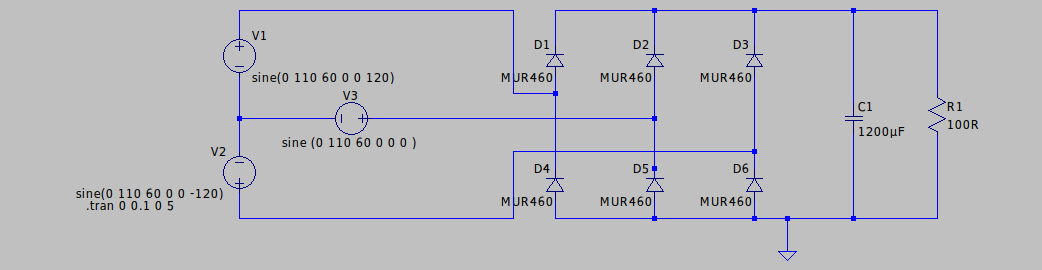 V1
D1
D2
D3
sine(0 110 60 0 0 120)
MUR460
MUR460
MUR460
V3
C1
R1
1200µF
100R
sine (0 110 60 0 0 0 )
V2
D4
D5
D6
sine(0 110 60 0 0 -120)
.tran 0 0.1 0 5
MUR460
MUR460
MUR460